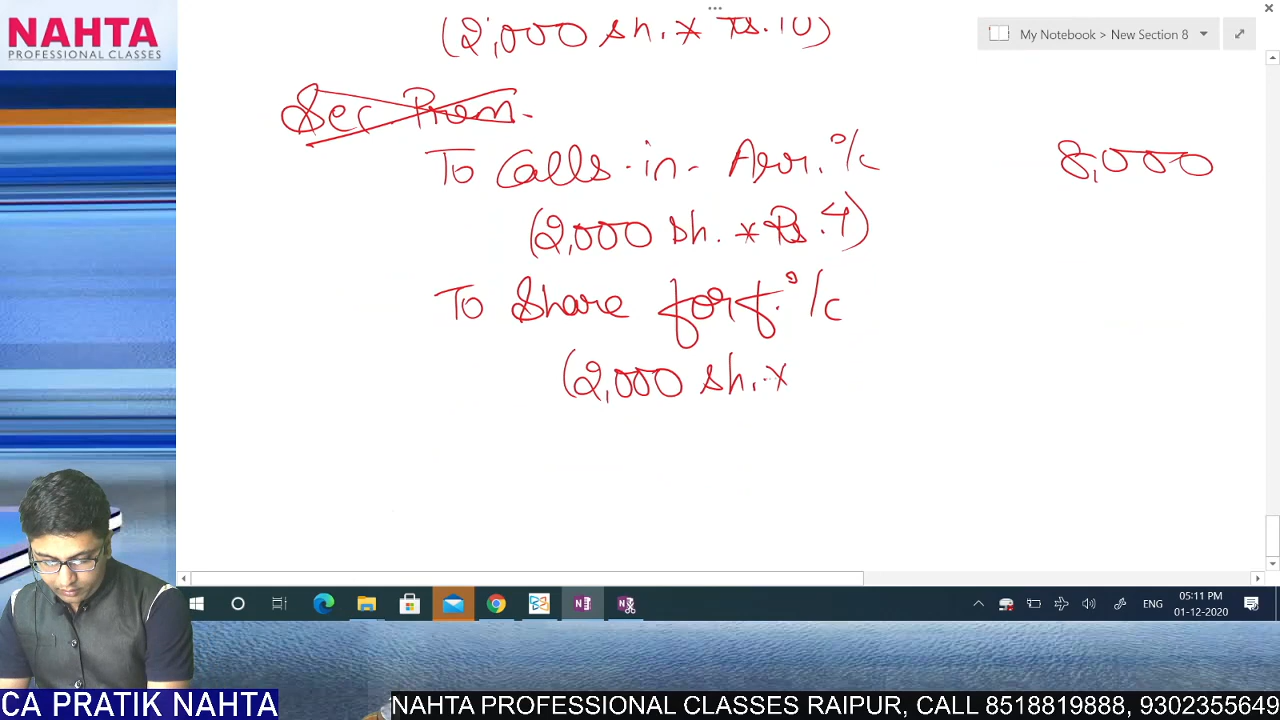 NAHTA
PROFESSIONAL CLASSES
My Notebook > New Section 8
(2,000 sh. × Rs. 10)
Sec. Prem.
To Calls-in-Arr. a/c 8,000
(2,000 sh. × Rs. 4)
To Share forf. a/c
(2,000 sh. ×
ENG
05:11 PM
01-12-2020
CA PRATIK NAHTA
NAHTA PROFESSIONAL CLASSES RAIPUR, CALL 8518819888, 9302355649